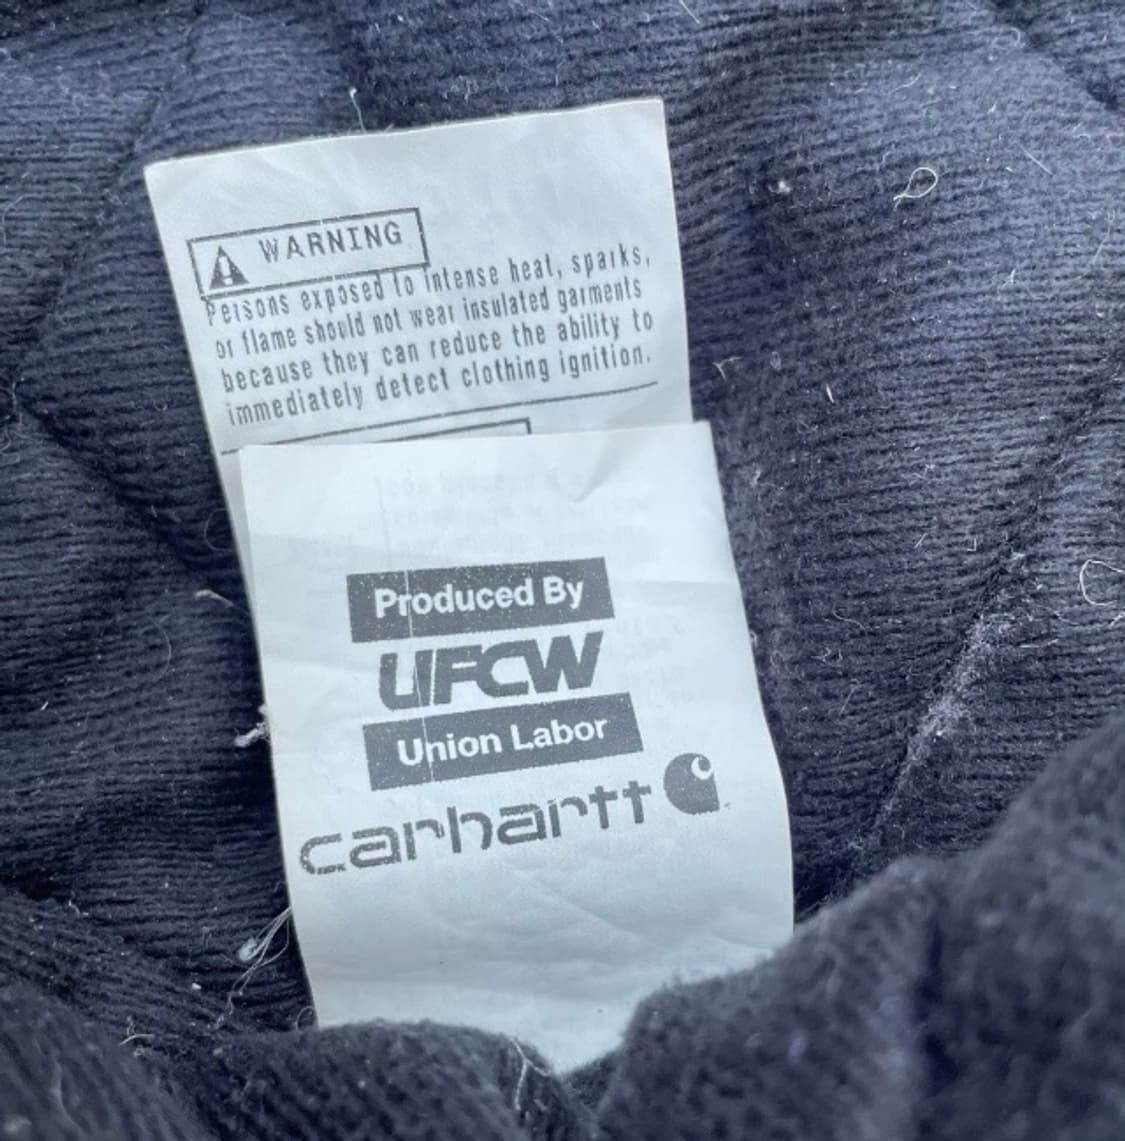 WARNING
Persons exposed to intense heat, sparks,
or flame should not wear insulated garments
because they can reduce the ability to
immediately detect clothing ignition.
Produced By
UFCW
Union Labor
carhartt